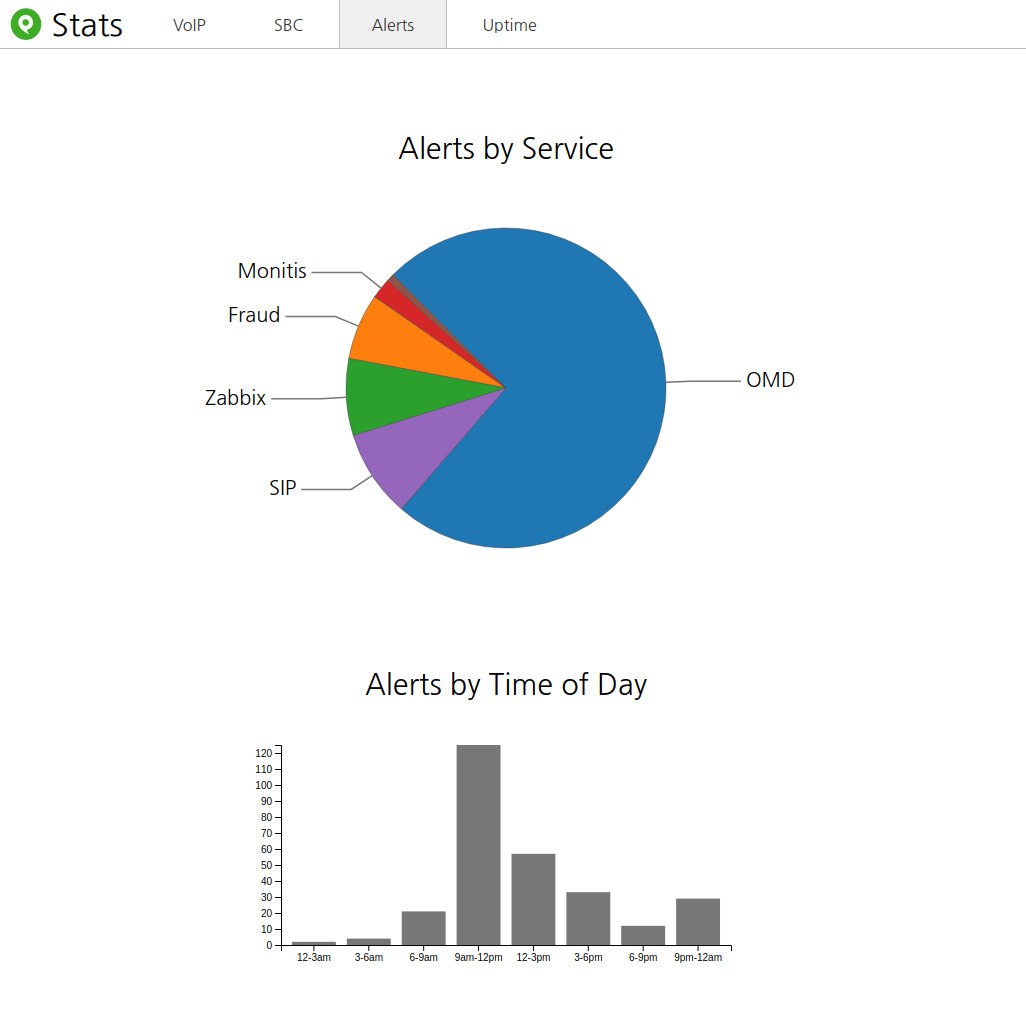 Stats VoIP SBC Alerts Uptime
Alerts by Service
Monitis
Fraud
OMD
Zabbix
SIP
Alerts by Time of Day
120
110
100
90
80
70
60
50
40
30
20
10
0
12-3am 3-6am 6-9am 9am-12pm 12-3pm 3-6pm 6-9pm 9pm-12am